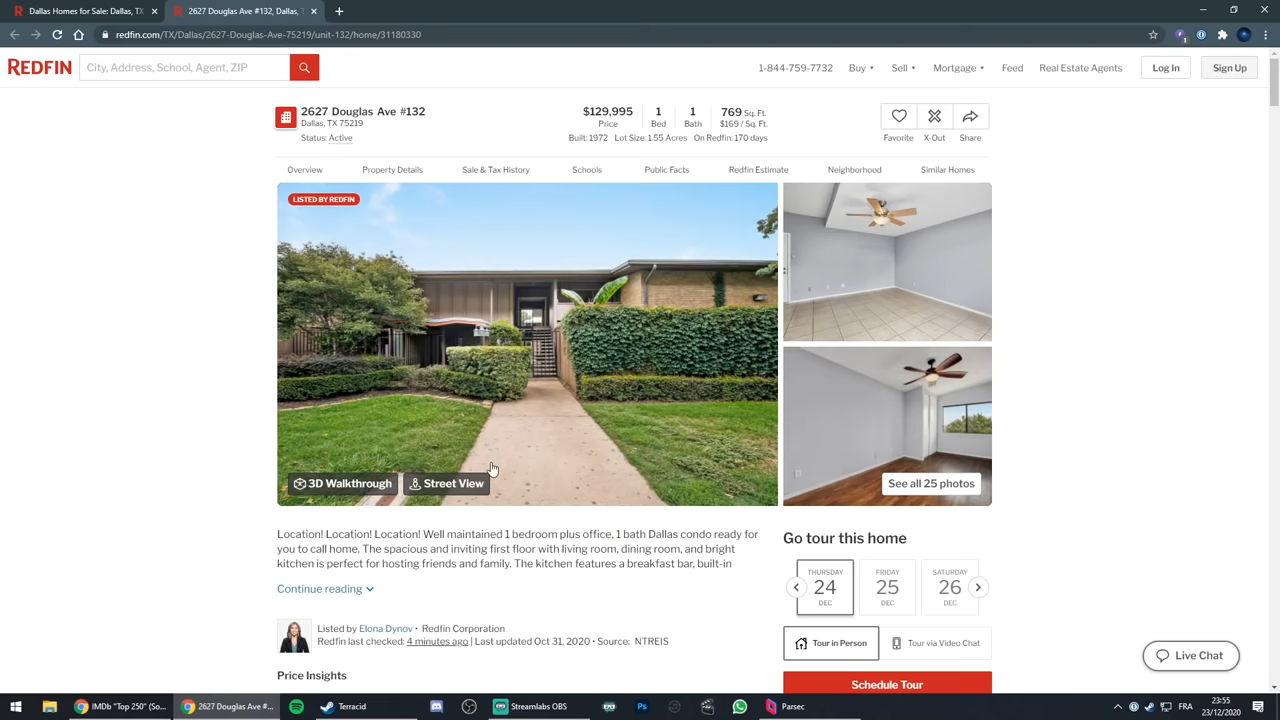 Redfin: Dallas Homes for Sale. Dal
2627 Douglas Ave #132, Dallas, TX
redfin.com/TX/Dallas/2627-Douglas-Ave-75219/unit-132/home/31180330
REDFIN
City, Address, School, Agent, ZIP
1-844-759-7732
Buy
Sell
Mortgage
Feed
Real Estate Agents
Log In
Sign Up
2627 Douglas Ave #132
Dallas, TX 75219
Status: Active
$129,995
Price
1
Bed
1
Bath
769 Sq. Ft.
$169 / Sq. Ft.
Built: 1972 Lot Size: 1.55 Acres On Redfin: 170 days
Favorite
X-Out
Share
Overview
Property Details
Sale & Tax History
Schools
Public Facts
Redfin Estimate
Neighborhood
Similar Homes
LISTED BY REDFIN
3D Walkthrough
Street View
See all 25 photos
Location! Location! Location! Well maintained 1 bedroom plus office, 1 bath Dallas condo ready for
you to call home. The spacious and inviting first floor with living room, dining room, and bright
kitchen is perfect for hosting friends and family. The kitchen features a breakfast bar, built-in
Continue reading
Listed by Elona Dynov • Redfin Corporation
Redfin last checked: 4 minutes ago | Last updated Oct 31, 2020 • Source: NTREIS
Price Insights
Go tour this home
THURSDAY
24
DEC
FRIDAY
25
DEC
SATURDAY
26
DEC
Tour in Person
Tour via Video Chat
Schedule Tour
Live Chat
IMDb "Top 250" (So...
2627 Douglas Ave #...
Terracid
Streamlabs OBS
Parsec
FRA
23:55
23/12/2020